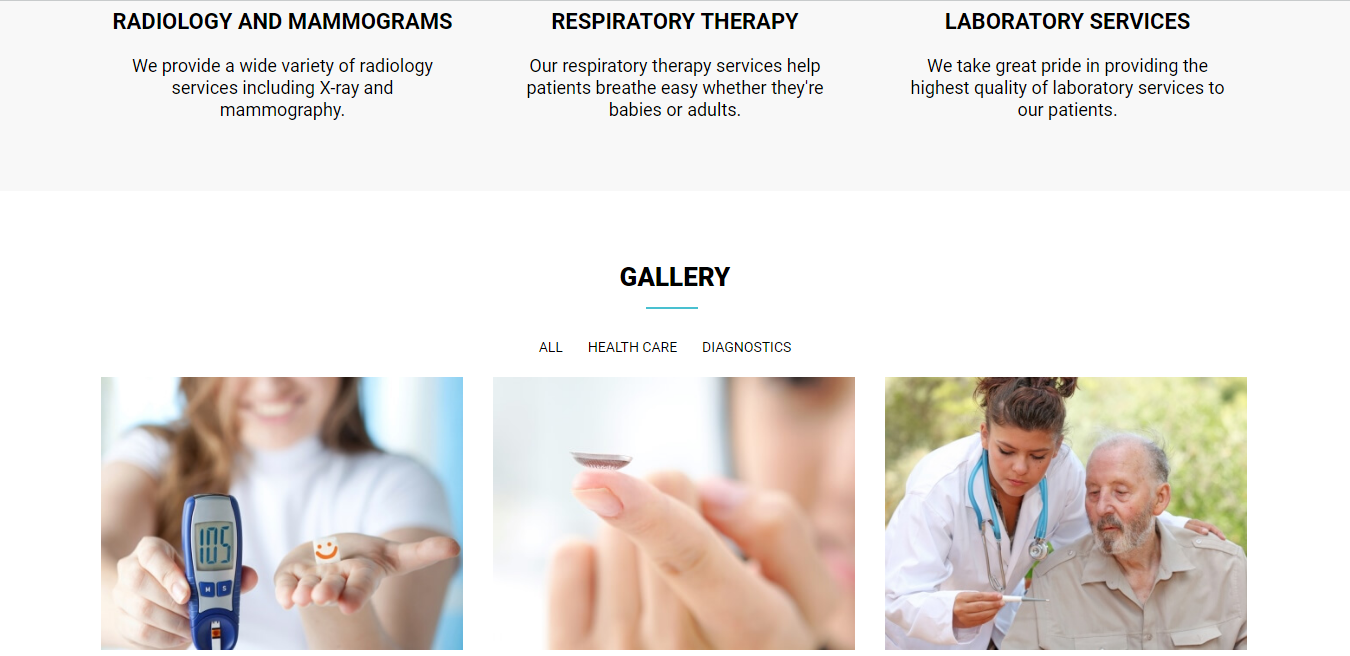 RADIOLOGY AND MAMMOGRAMS
We provide a wide variety of radiology
services including X-ray and
mammography.
RESPIRATORY THERAPY
Our respiratory therapy services help
patients breathe easy whether they're
babies or adults.
LABORATORY SERVICES
We take great pride in providing the
highest quality of laboratory services to
our patients.
GALLERY
ALL HEALTH CARE DIAGNOSTICS
105
M S